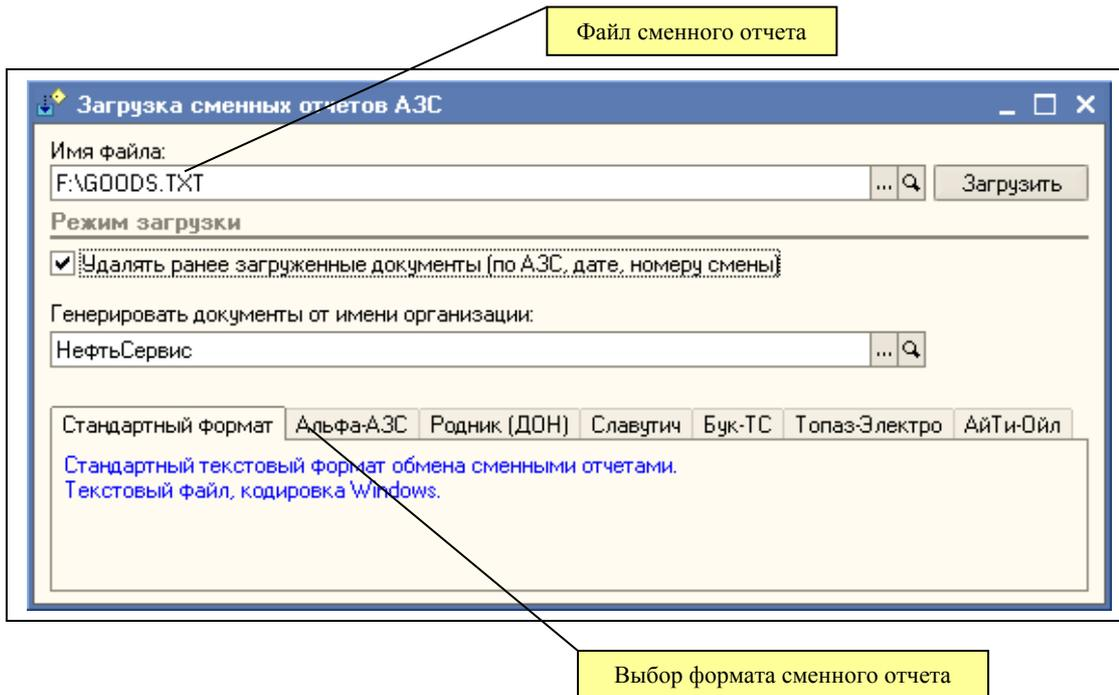 Файл сменного отчета
Загрузка сменных отчетов АЗС
Имя файла:
F:\GOODS.TXT
... Загрузить
Режим загрузки
Удалять ранее загруженные документы (по АЗС, дате, номеру смены)
Генерировать документы от имени организации:
НефтьСервис ...
Стандартный формат Альфа-АЗС Родник (ДОН) Славутич Бук-ТС Топаз-Электро АйТи-Ойл
Стандартный текстовый формат обмена сменными отчетами.
Текстовый файл, кодировка Windows.
Выбор формата сменного отчета